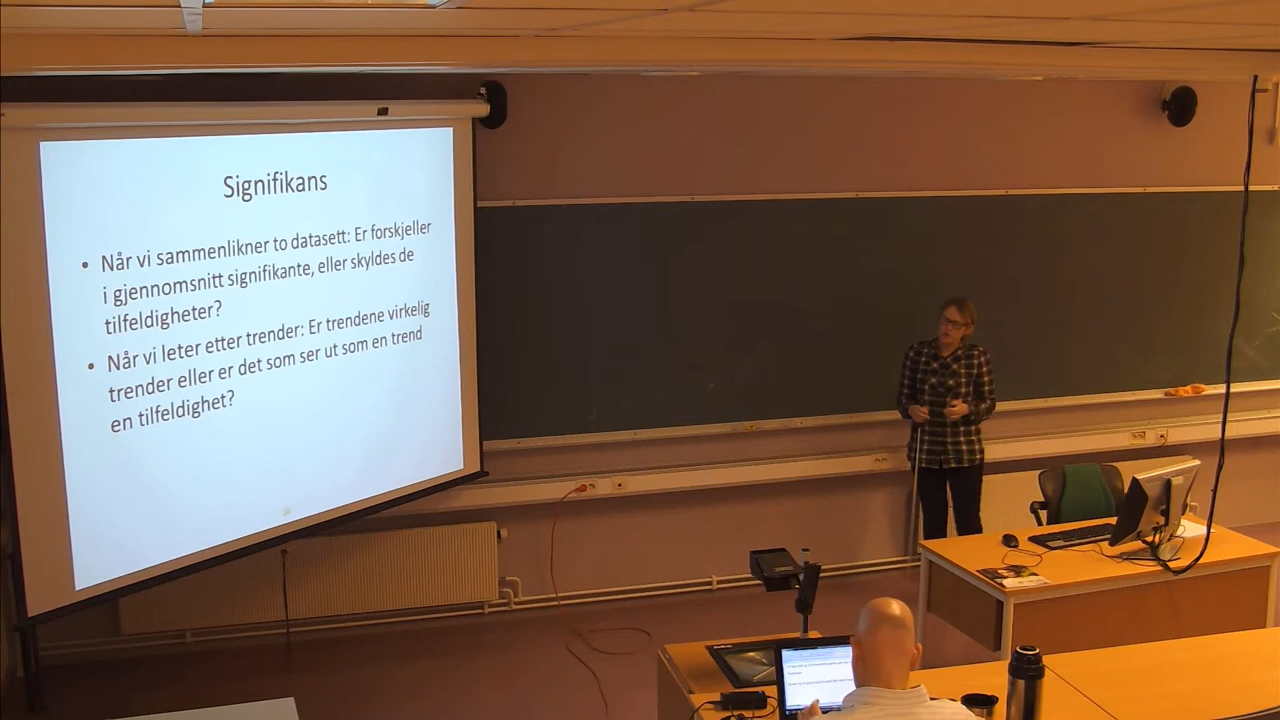 Signifikans
• Når vi sammenlikner to datasett: Er forskjeller
i gjennomsnitt signifikante, eller skyldes de
tilfeldigheter?
• Når vi leter etter trender: Er trendene virkelig
trender eller er det som ser ut som en trend
en tilfeldighet?